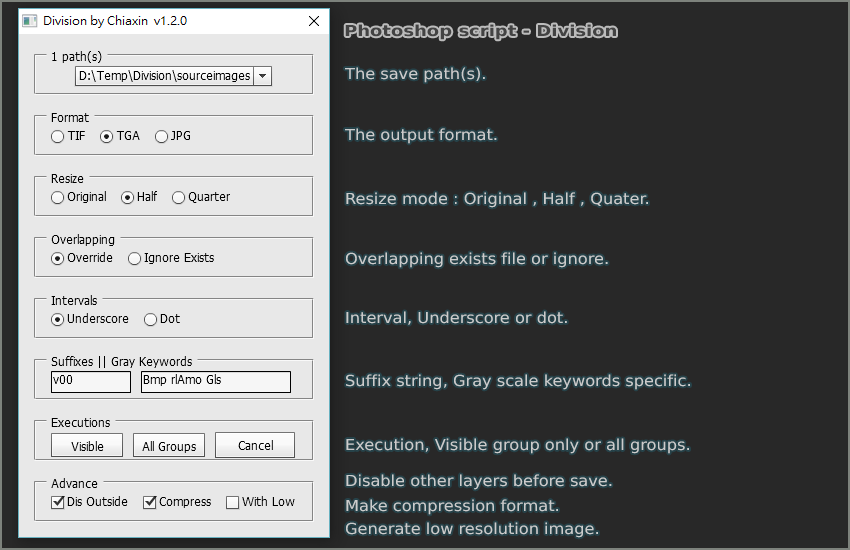 Division by Chiaxin v1.2.0
Photoshop script - Division
1 path(s)
D:\Temp\Division\sourceimages
The save path(s).
Format
TIF TGA JPG
The output format.
Resize
Original Half Quarter
Resize mode : Original , Half , Quater.
Overlapping
Override Ignore Exists
Overlapping exists file or ignore.
Intervals
Underscore Dot
Interval, Underscore or dot.
Suffixes || Gray Keywords
v00 Bmp rlAmo Gls
Suffix string, Gray scale keywords specific.
Executions
Visible All Groups Cancel
Execution, Visible group only or all groups.
Advance
Dis Outside Compress With Low
Disable other layers before save.
Make compression format.
Generate low resolution image.